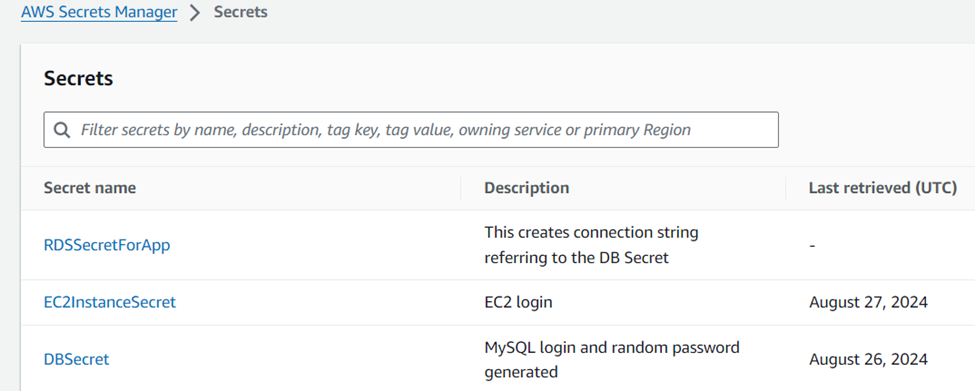 AWS Secrets Manager > Secrets
Secrets
Filter secrets by name, description, tag key, tag value, owning service or primary Region
Secret name Description Last retrieved (UTC)
RDSSecretForApp This creates connection string referring to the DB Secret -
EC2InstanceSecret EC2 login August 27, 2024
DBSecret MySQL login and random password generated August 26, 2024